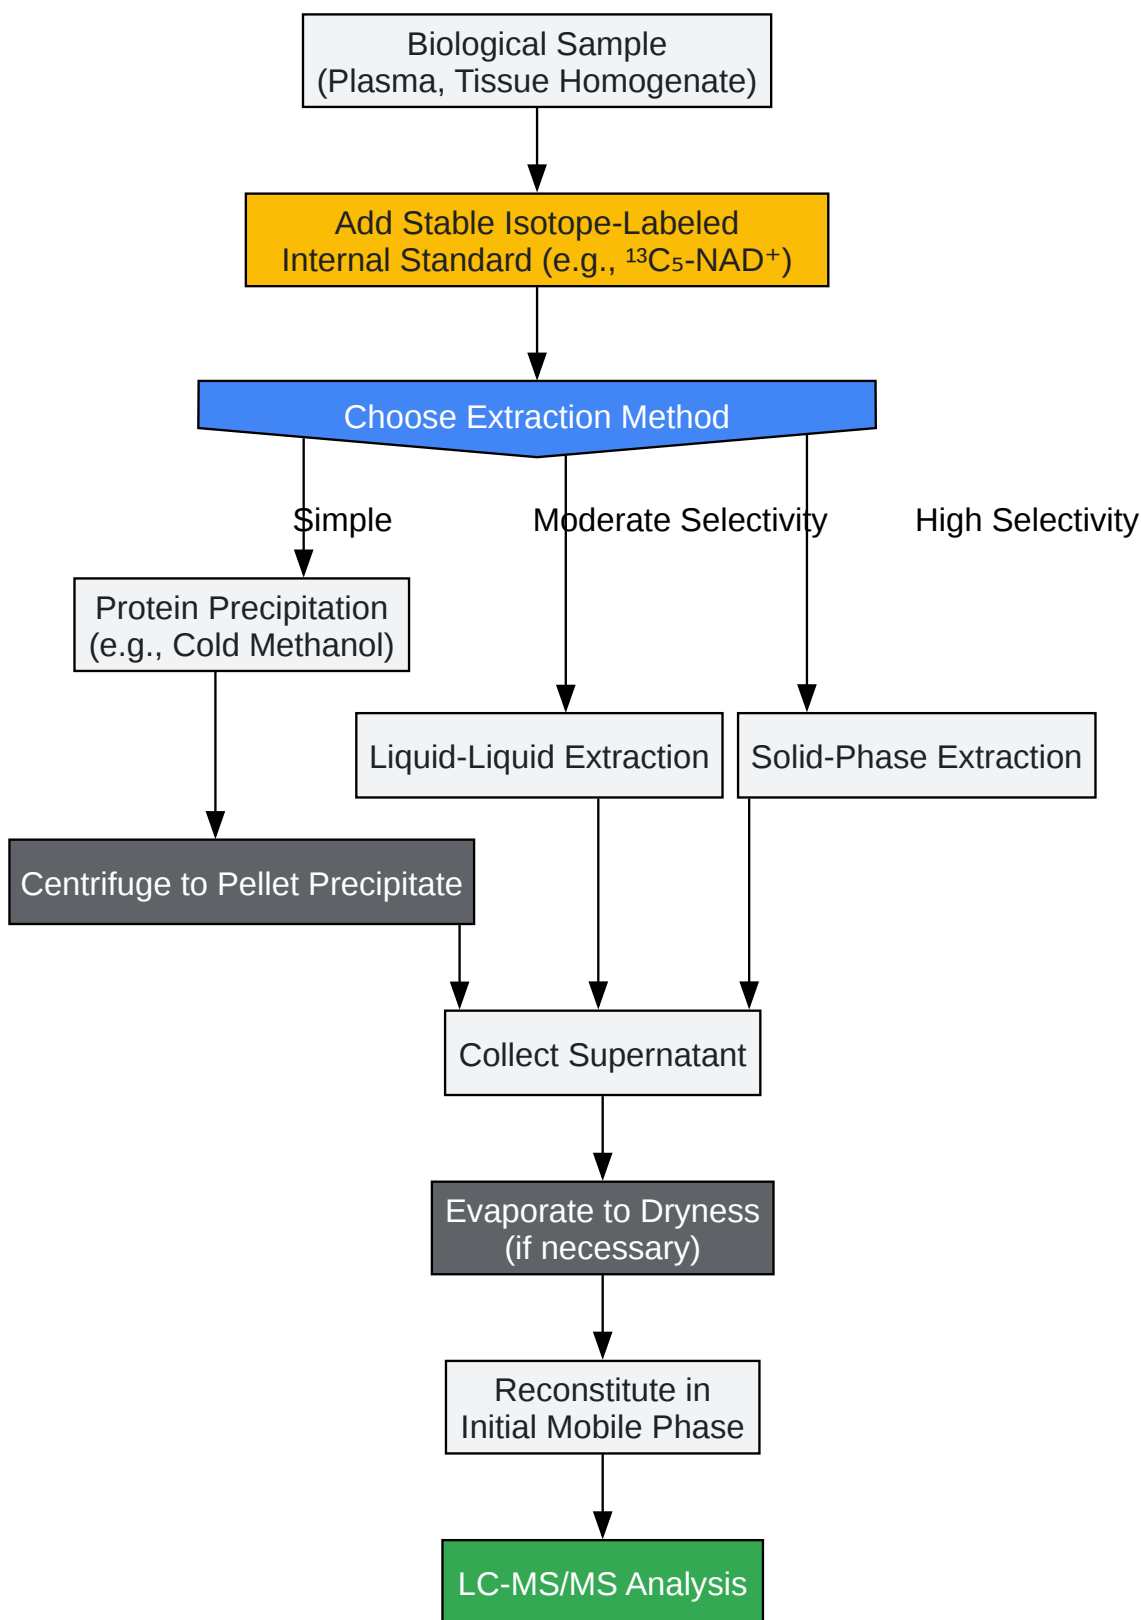 Biological Sample
(Plasma, Tissue Homogenate)
Add Stable Isotope-Labeled
Internal Standard (e.g., ¹³C₅-NAD⁺)
Choose Extraction Method
Simple
Moderate Selectivity
High Selectivity
Protein Precipitation
(e.g., Cold Methanol)
Liquid-Liquid Extraction
Solid-Phase Extraction
Centrifuge to Pellet Precipitate
Collect Supernatant
Evaporate to Dryness
(if necessary)
Reconstitute in
Initial Mobile Phase
LC-MS/MS Analysis